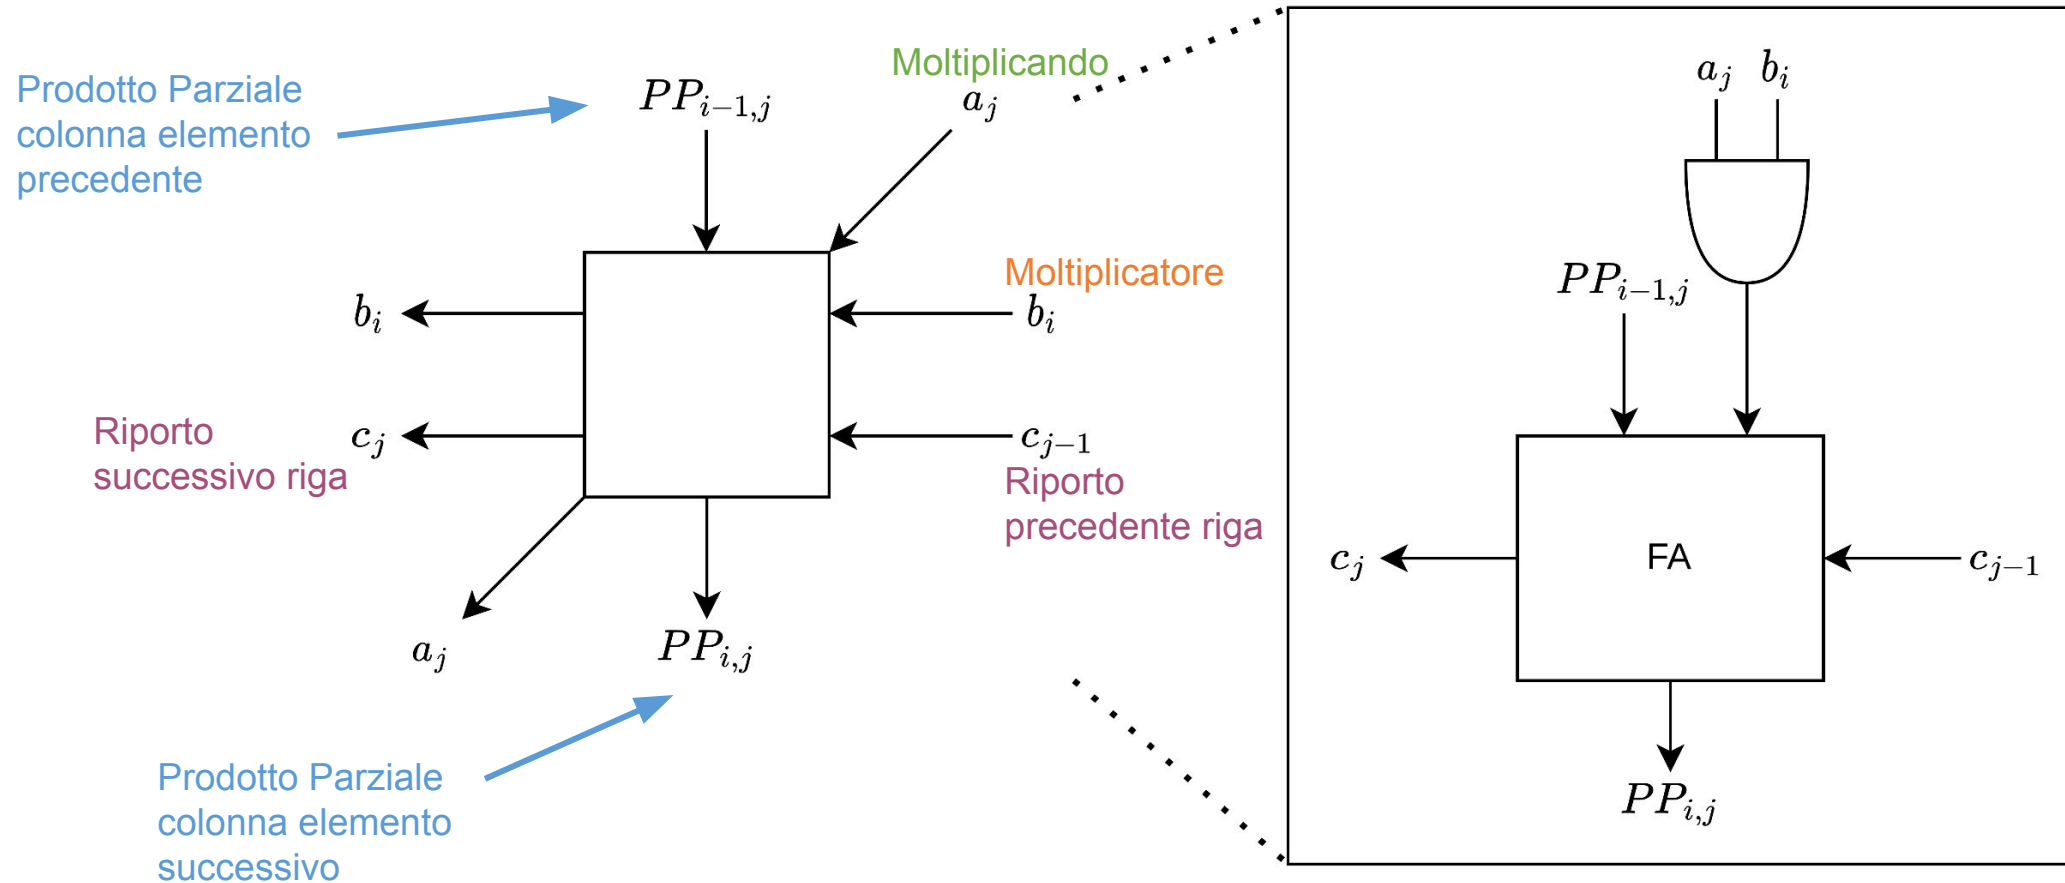 Prodotto Parziale
colonna elemento
precedente
PP_{i-1,j}
Moltiplicando
a_j
Moltiplicatore
b_i
b_i
Riporto
successivo riga
c_j
c_{j-1}
Riporto
precedente riga
a_j
PP_{i,j}
Prodotto Parziale
colonna elemento
successivo
a_j b_i
PP_{i-1,j}
c_j
FA
c_{j-1}
PP_{i,j}